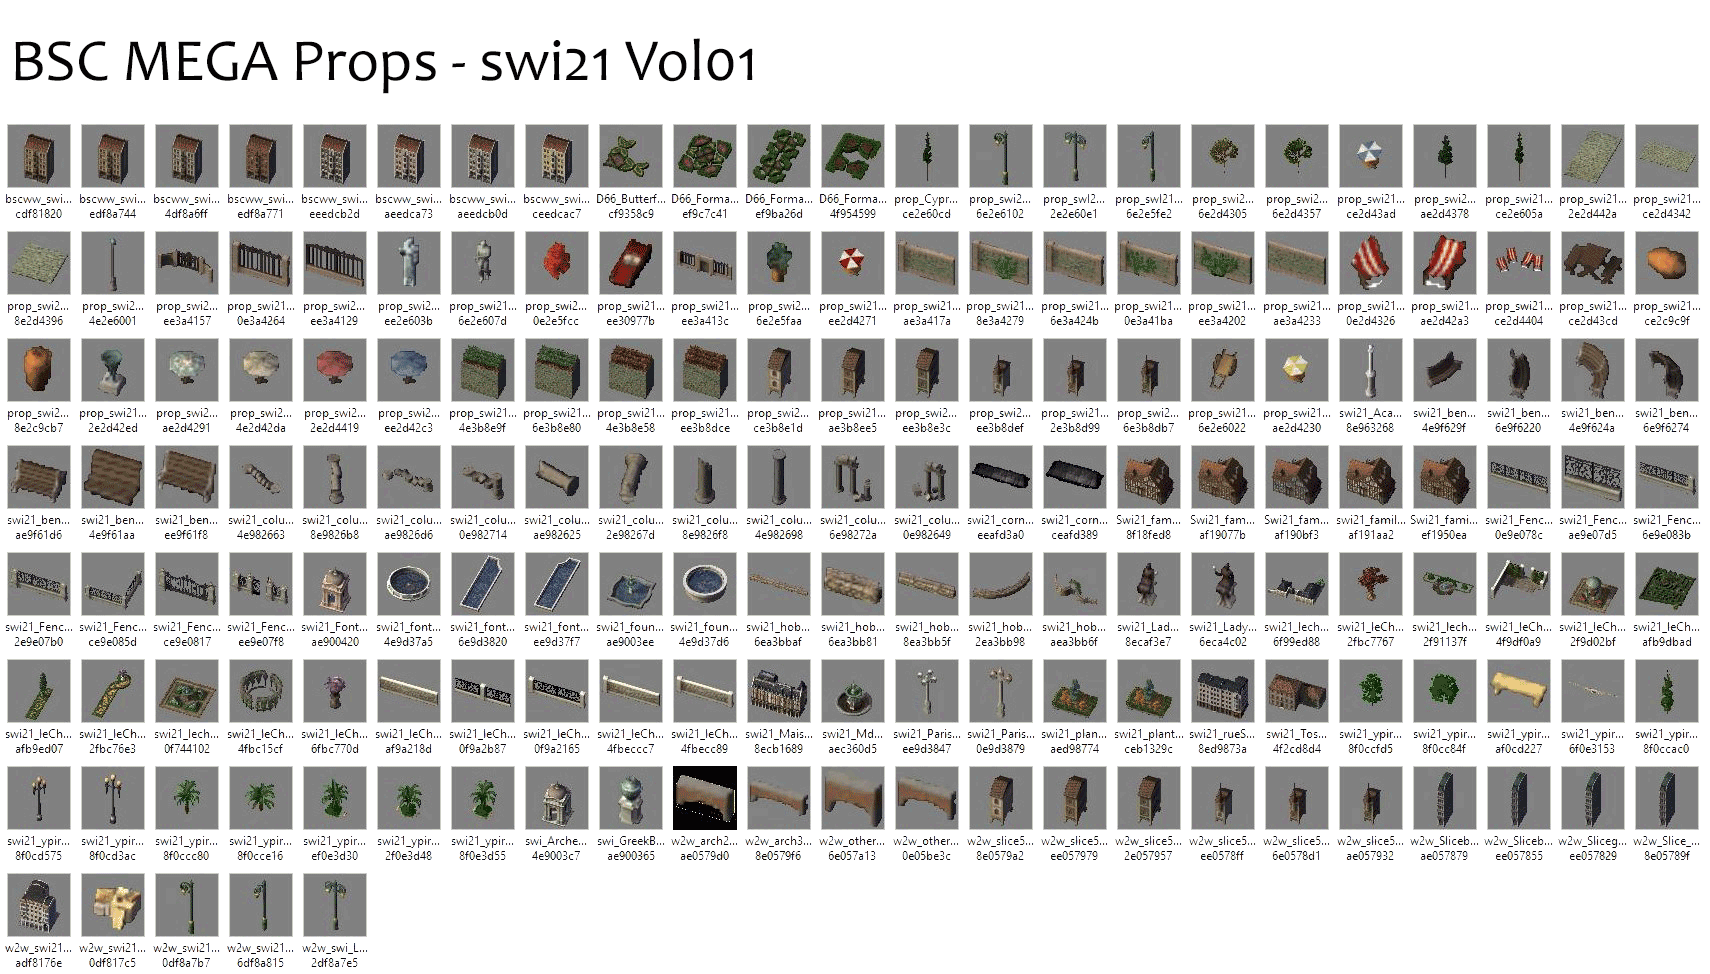 BSC MEGA Props - swi21 Vol01
bscww_swi... bscww_swi... bscww_swi... bscww_swi... bscww_swi... bscww_swi... bscww_swi... bscww_swi... D66_Butterf... D66_Forma... D66_Forma... D66_Forma... prop_Cypr... prop_swi2... prop_swI2... prop_swi21... prop_swi2... prop_swi2... prop_swi21... prop_swi2... prop_swi21... prop_swi21... prop_swi21...
cdf81820 edf8a744 4df8a6ff edf8a771 eeedcb2d aeedca73 aeedcb0d ceedcac7 cf9358c9 ef9c7c41 ef9ba26d 4f954599 ce2e60cd 6e2e6102 2e2e60e1 6e2e5fe2 6e2d4305 6e2d4357 ce2d43ad ae2d4378 ce2e605a 2e2d442a ce2d4342
prop_swi2... prop_swi2... prop_swi2... prop_swi21... prop_swi2... prop_swi21... prop_swi21... prop_swi2... prop_swi21... prop_swi21... prop_swi2... prop_swi21... prop_swi21... prop_swi21... prop_swi21... prop_swi21... prop_swi21... prop_swi21... prop_swi21... prop_swi21... prop_swi21... prop_swi21... prop_swi21...
8e2d4396 4e2e6001 ee3a4157 0e3a4264 ee3a4129 ee2e603b 6e2e607d 0e2e5fcc ee30977b ee3a413c 6e2e5faa ee2d4271 ae3a417a 8e3a4279 6e3a424b 0e3a41ba ee3a4202 ae3a4233 0e2d4326 ae2d42a3 ce2d4404 ce2d43cd ce2c9c9f
prop_swi2... prop_swi21... prop_swi21... prop_swi2... prop_swi2... prop_swi2... prop_swi21... prop_swi21... prop_swi21... prop_swi21... prop_swi21... prop_swi21... prop_swi2... prop_swi2... prop_swi2... prop_swi2... prop_swi21... prop_swi21... swi21_Aca... swi21_ben... swi21_ben... swi21_ben... swi21_ben...
8e2c9cb7 2e2d42ed ae2d4291 4e2d42da 2e2d4419 ee2d42c3 4e3b8e9f 6e3b8e80 4e3b8e58 ee3b8dce ce3b8e1d ae3b8ee5 ee3b8e3c ee3b8def 2e3b8d99 6e3b8db7 6e2e6022 ae2d4230 8e963268 4e9f629f 6e9f6220 4e9f624a 6e9f6274
swi21_ben... swi21_ben... swi21_ben... swi21_colu... swi21_colu... swi21_colu... swi21_colu... swi21_colu... swi21_colu... swi21_colu... swi21_colu... swi21_colu... swi21_colu... swi21_corn... swi21_corn... Swi21_fam... Swi21_fam... Swi21_fam... swi21_famil... Swi21_fami... swi21_Fenc... swi21_Fenc... swi21_Fenc...
ae9f61d6 4e9f61aa ee9f61f8 4e982663 8e9826b8 ae9826d6 0e982714 ae982625 2e98267d 8e9826f8 4e982698 6e98272a 0e982649 eeafd3a0 ceafd389 8f18fed8 af19077b af190bf3 af191aa2 ef1950ea 0e9e078c ae9e07d5 6e9e083b
swi21_Fenc... swi21_Fenc... swi21_Fenc... swi21_Fenc... swi21_Font... swi21_font... swi21_font... swi21_font... swi21_foun... swi21_foun... swi21_hob... swi21_hob... swi21_hob... swi21_hob... swi21_hob... swi21_Lad... swi21_Lady... swi21_lech... swi21_leCh... swi21_lech... swi21_leCh... swi21_leCh... swi21_leCh...
2e9e07b0 ce9e085d ce9e0817 ee9e07f8 ae900420 4e9d37a5 6e9d3820 ee9d37f7 ae9003ee 4e9d37d6 6ea3bbaf 6ea3bb81 8ea3bb5f 2ea3bb98 aea3bb6f 8ecaf3e7 6eca4c02 6f99ed88 2fbc7767 2f91137f 4f9df0a9 2f9d02bf afb9dbad
swi21_leCh... swi21_leCh... swi21_lech... swi21_leCh... swi21_leCh... swi21_leCh... swi21_leCh... swi21_leCh... swi21_leCh... swi21_leCh... swi21_Mais... swi21_Md... swi21_Paris... swi21_Paris... swi21_plan... swi21_plant... swi21_rueS... swi21_Tos... swi21_ypir... swi21_ypir... swi21_ypir... swi21_ypir... swi21_ypir...
afb9ed07 2fbc76e3 0f744102 4fbc15cf 6fbc770d af9a218d 0f9a2b87 0f9a2165 4fbeccc7 4fbecc89 8ecb1689 aec360d5 ee9d3847 0e9d3879 aed98774 ceb1329c 8ed9873a 4f2cd8d4 8f0ccfd5 8f0cc84f af0cd227 6f0e3153 8f0ccac0
swi21_ypir... swi21_ypir... swi21_ypir... swi21_ypir... swi21_ypir... swi21_ypir... swi21_ypir... swi_Arche... swi_GreekB... w2w_arch2... w2w_arch3... w2w_other... w2w_other... w2w_slice5... w2w_slice5... w2w_slice5... w2w_slice5... w2w_slice5... w2w_slice5... w2w_Sliceb... w2w_Sliceb... w2w_Sliceg... w2w_Slice_...
8f0cd575 8f0cd3ac 8f0ccc80 8f0cce16 ef0e3d30 2f0e3d48 8f0e3d55 4e9003c7 ae900365 ae0579d0 8e0579f6 6e057a13 0e05be3c 8e0579a2 ee057979 2e057957 ee0578ff 6e0578d1 ae057932 ae057879 ee057855 ee057829 8e05789f
w2w_swi21... w2w_swi21... w2w_swi21... w2w_swi21... w2w_swi_L...
adf8176e 0df817c5 0df8a7b7 6df8a815 2df8a7e5